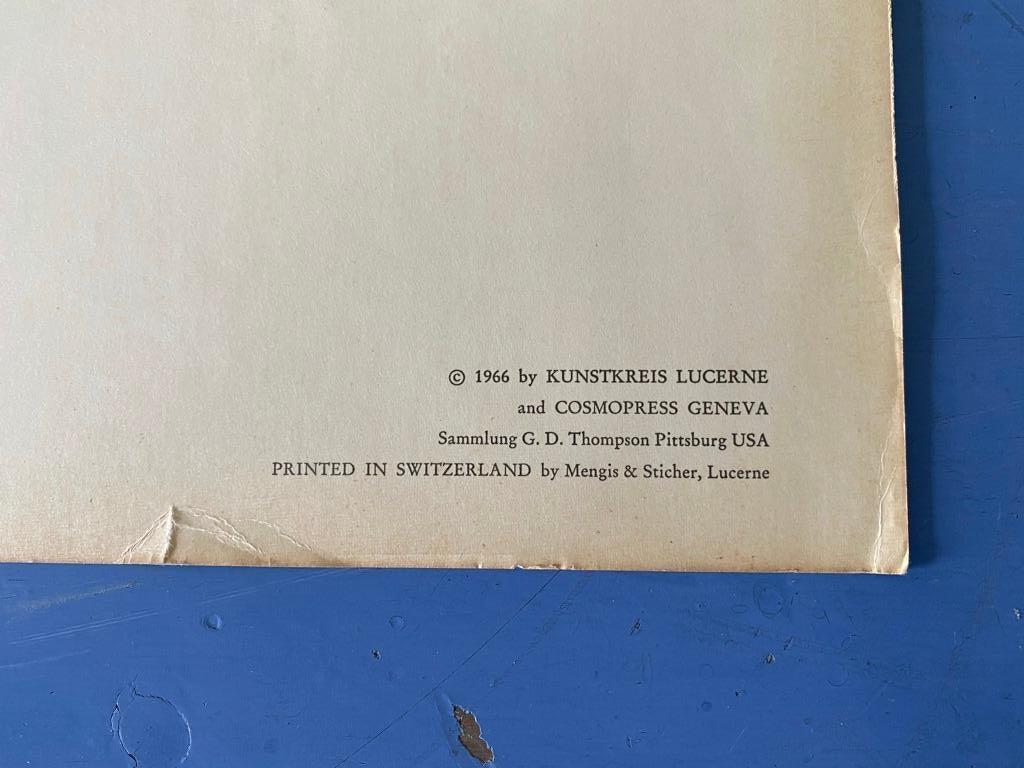 © 1966 by KUNSTKREIS LUCERNE
and COSMOPRESS GENEVA
Sammlung G. D. Thompson Pittsburg USA
PRINTED IN SWITZERLAND by Mengis & Sticher, Lucerne